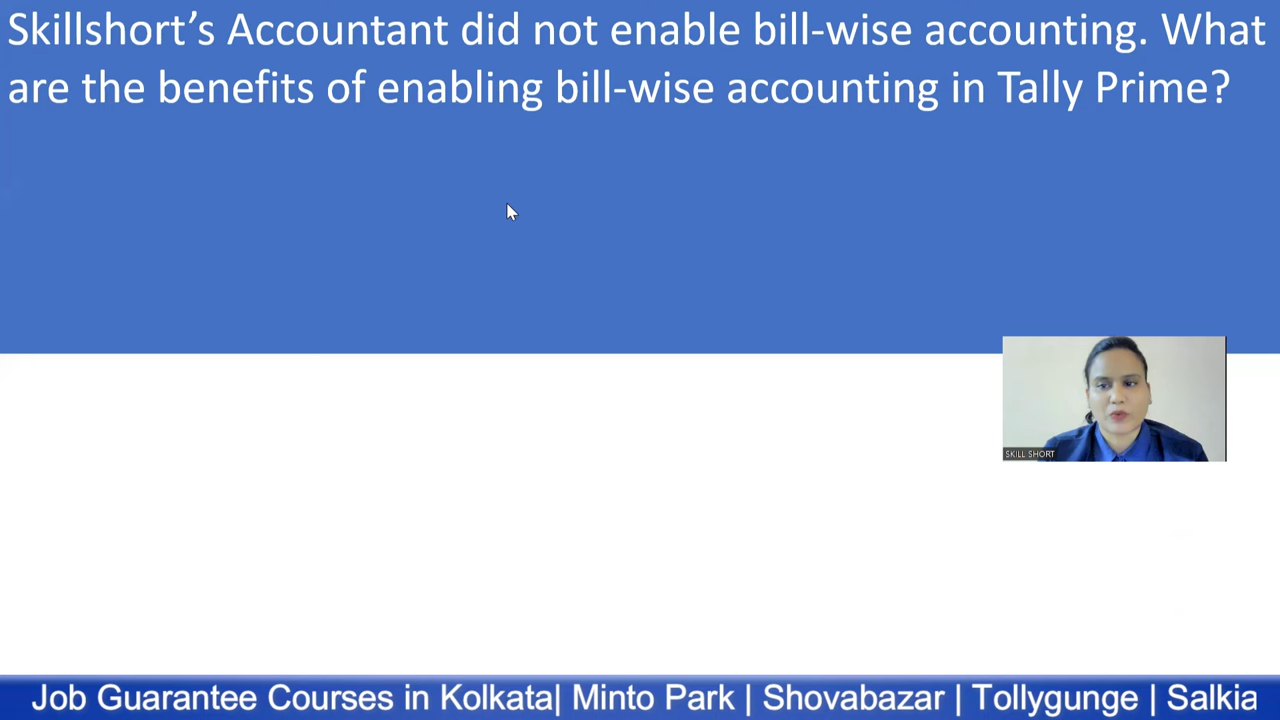 Skillshort’s Accountant did not enable bill-wise accounting. What
are the benefits of enabling bill-wise accounting in Tally Prime?
SKILL SHORT
Job Guarantee Courses in Kolkata| Minto Park | Shovabazar | Tollygunge | Salkia